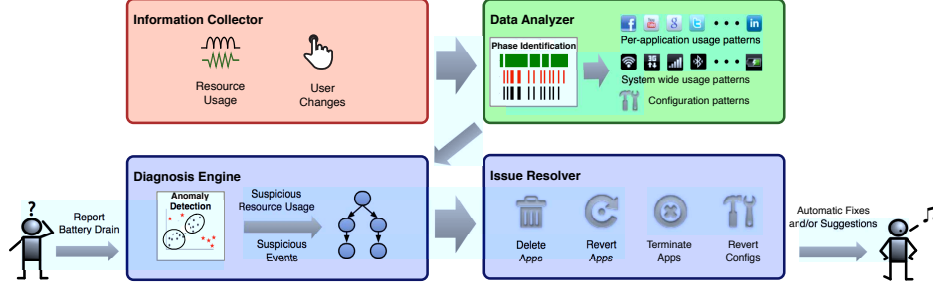 Information Collector
Resource
Usage
User
Changes
Data Analyzer
Phase Identification
Per-application usage patterns
System wide usage patterns
Configuration patterns
?
Report
Battery Drain
Diagnosis Engine
Anomaly
Detection
Suspicious
Resource Usage
Suspicious
Events
Issue Resolver
Delete
Apps
Revert
Apps
Terminate
Apps
Revert
Configs
Automatic Fixes
and/or Suggestions